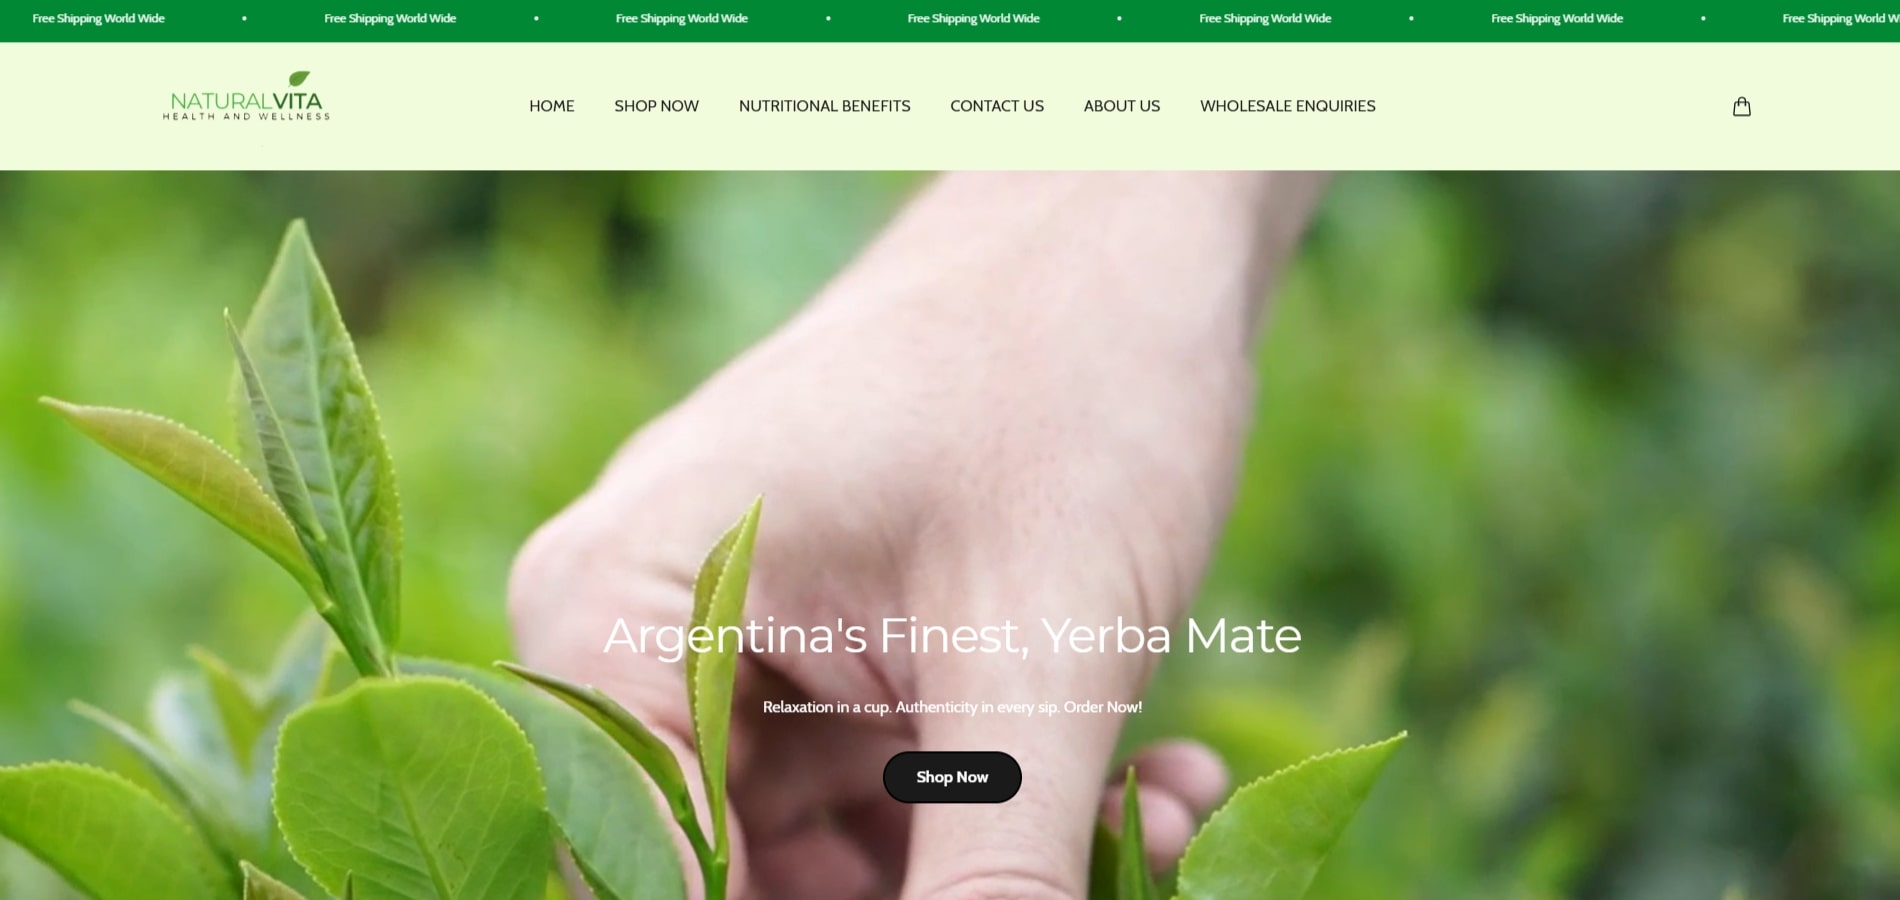 Free Shipping World Wide • Free Shipping World Wide • Free Shipping World Wide • Free Shipping World Wide • Free Shipping World Wide • Free Shipping World Wide • Free Shipping World W
NATURALVITA
HEALTH AND WELLNESS
HOME SHOP NOW NUTRITIONAL BENEFITS CONTACT US ABOUT US WHOLESALE ENQUIRIES
Argentina's Finest, Yerba Mate
Relaxation in a cup. Authenticity in every sip. Order Now!
Shop Now